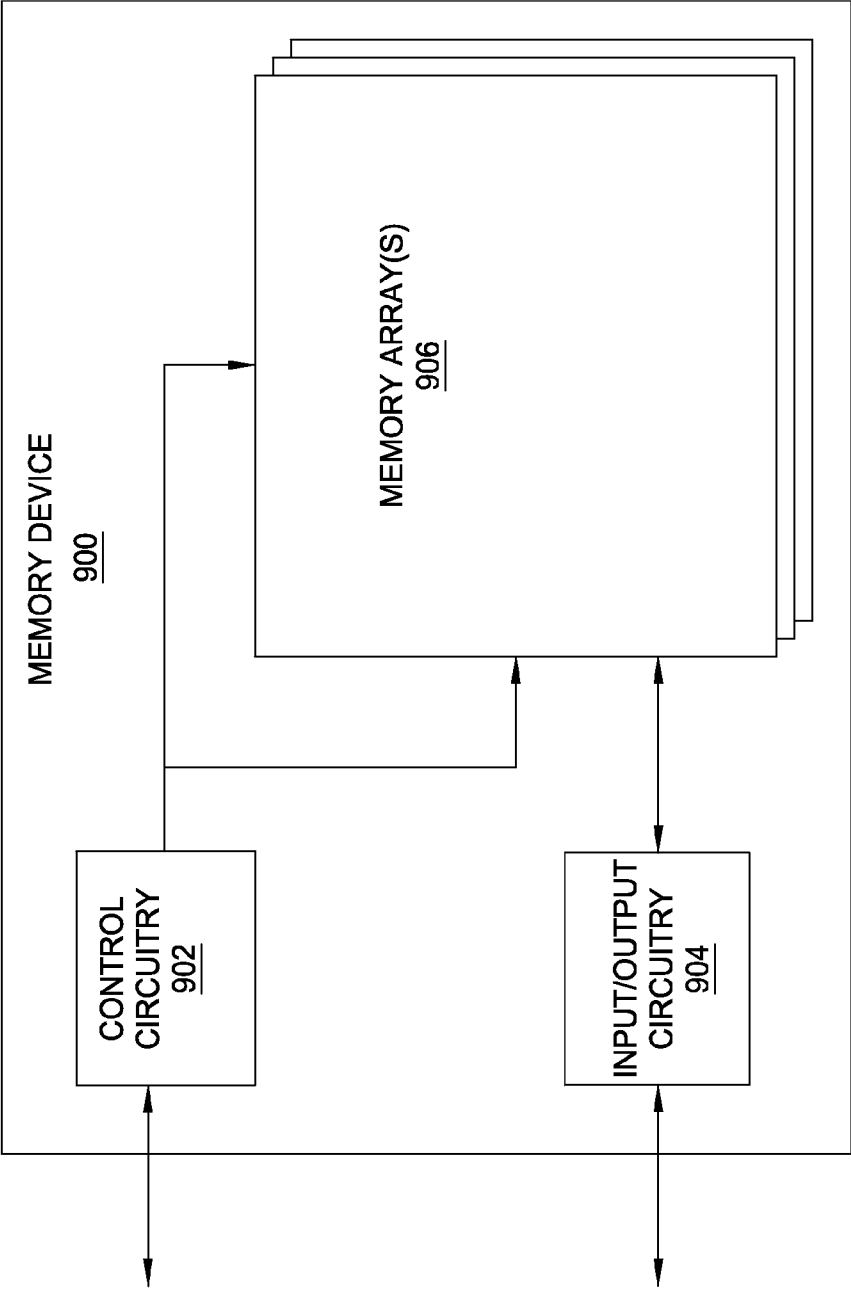 MEMORY DEVICE
900
CONTROL
CIRCUITRY
902
MEMORY ARRAY(S)
906
INPUT/OUTPUT
CIRCUITRY
904